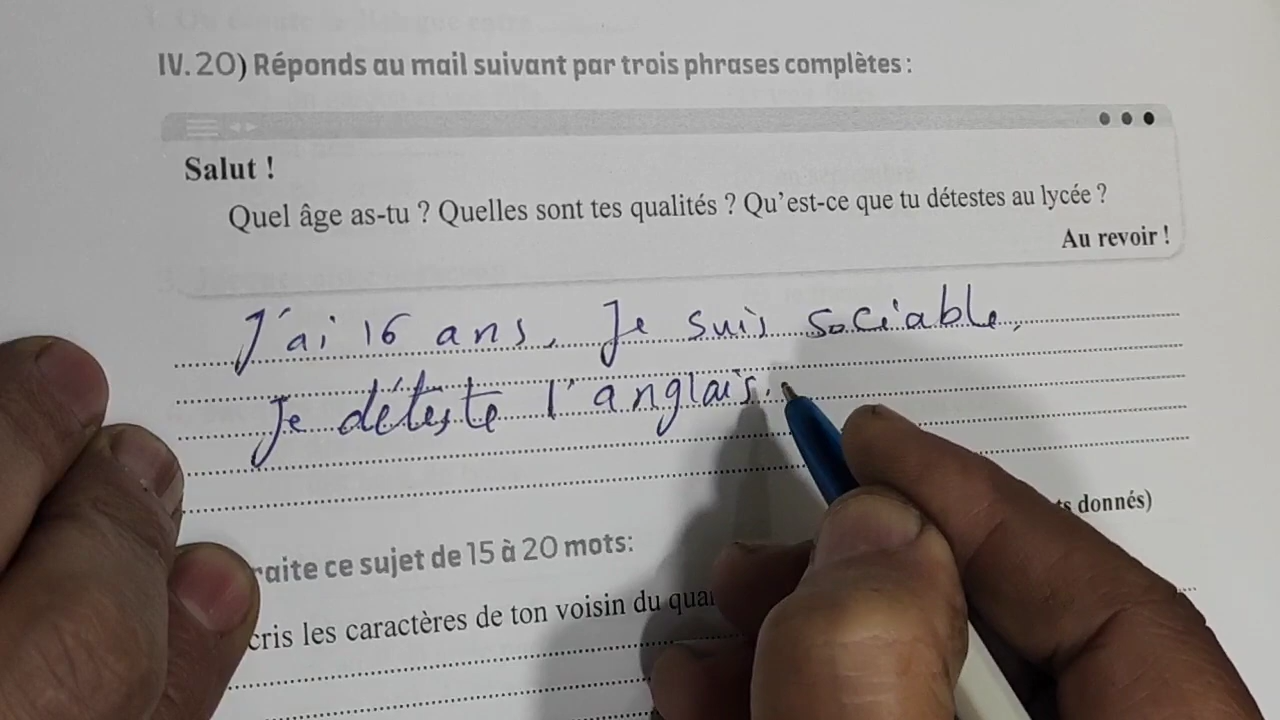 IV. 20) Réponds au mail suivant par trois phrases complètes :
Salut !
Quel âge as-tu ? Quelles sont tes qualités ? Qu'est-ce que tu détestes au lycée ?
Au revoir !
J'ai 16 ans. Je suis sociable,
Je déteste l'anglais.
donnés)
raite ce sujet de 15 à 20 mots:
cris les caractères de ton voisin du quar